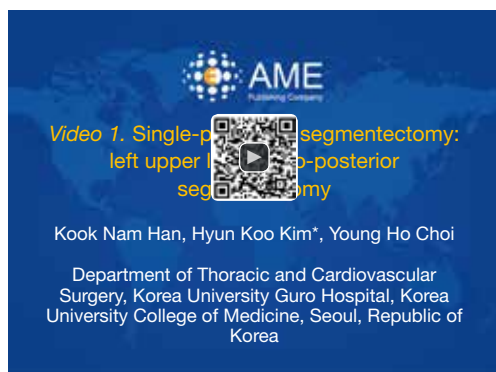 AME
Publishing Company
Video 1. Single-p segmentectomy:
left upper l o-posterior
seg omy
Kook Nam Han, Hyun Koo Kim*, Young Ho Choi
Department of Thoracic and Cardiovascular
Surgery, Korea University Guro Hospital, Korea
University College of Medicine, Seoul, Republic of
Korea